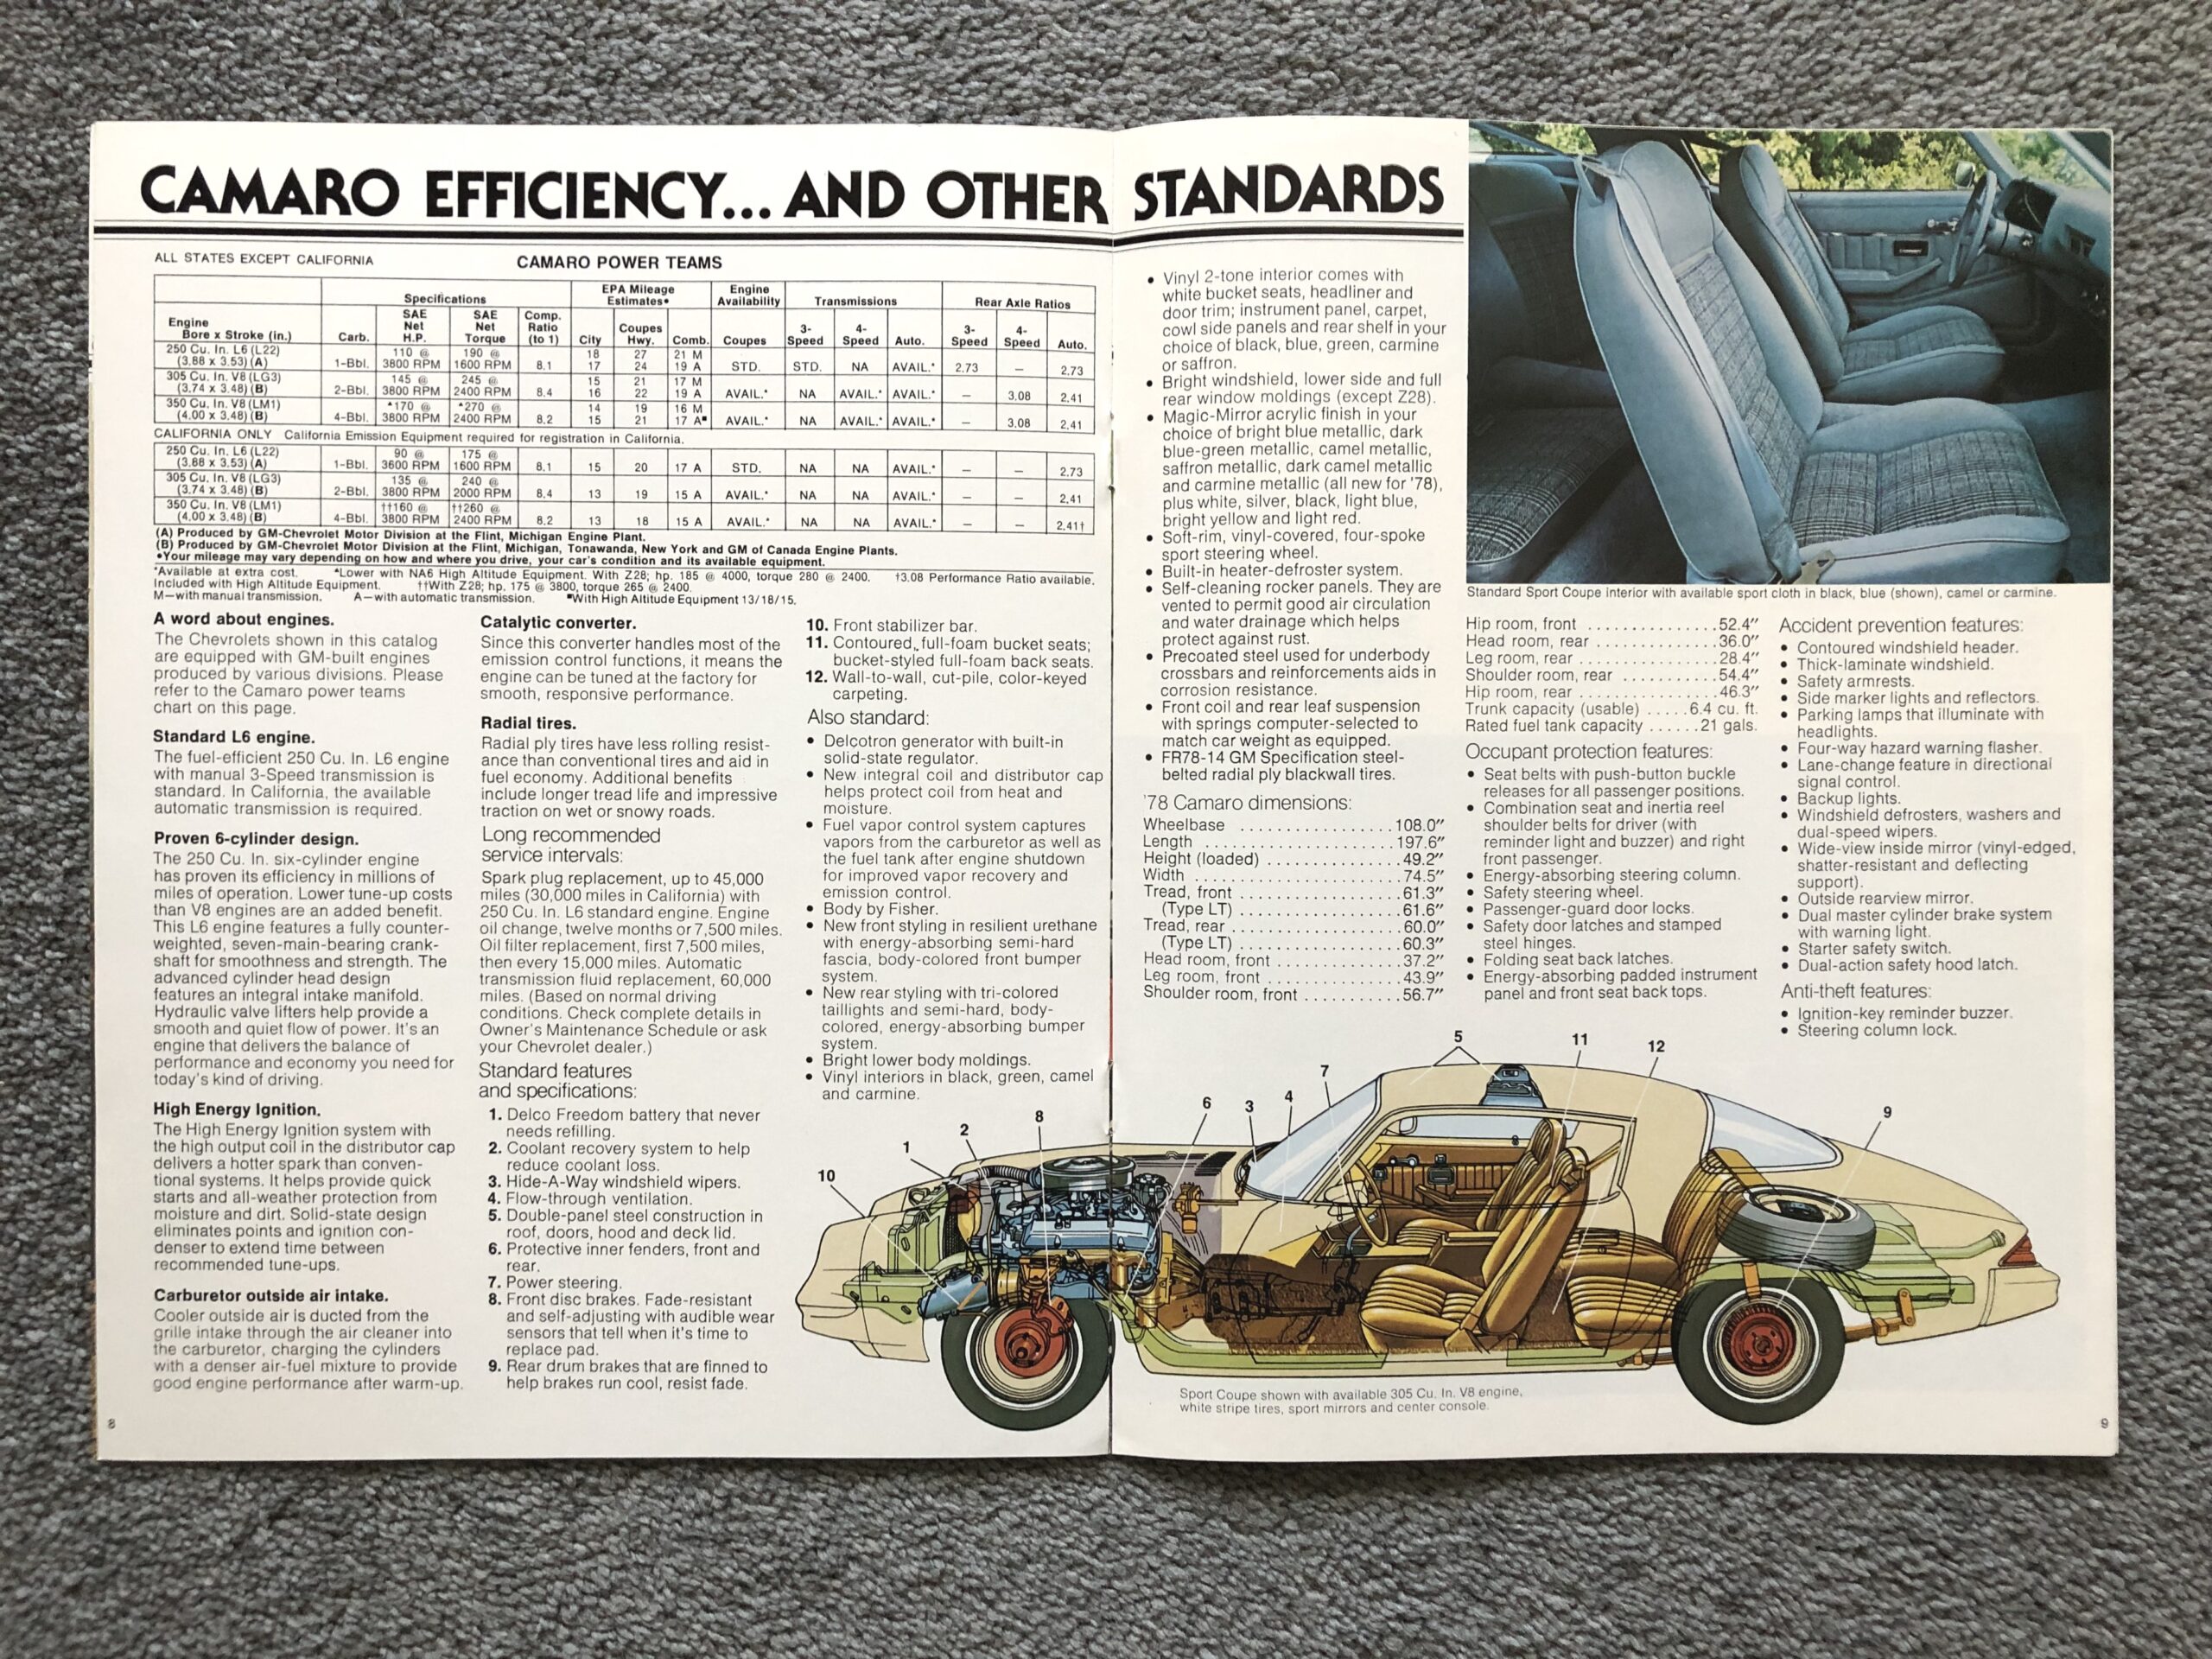 CAMARO EFFICIENCY... AND OTHER STANDARDS
ALL STATES EXCEPT CALIFORNIA
CAMARO POWER TEAMS
Specifications
EPA Mileage
Estimates•
Engine
Availability
Transmissions
Rear Axle Ratios
Engine
Bore x Stroke (in.)
Carb.
SAE
Net
H.P.
SAE
Net
Torque
Comp.
Ratio
(to 1)
City
Coupes
Hwy.
Comb.
Coupes
3-
Speed
4-
Speed
Auto.
3-
Speed
4-
Speed
Auto.
250 Cu. In. L6 (L22) 110 @ 190 @ 18 27 21 M
(3.88 x 3.53) (A) 1-Bbl. 3800 RPM 1600 RPM 8.1 17 24 19 A STD. STD. NA AVAIL.* 2.73 — 2.73
305 Cu. In. V8 (LG3) 145 @ 245 @ 15 21 17 M
(3.74 x 3.48) (B) 2-Bbl. 3800 RPM 2400 RPM 8.4 16 22 19 A AVAIL.* NA AVAIL.* AVAIL.* — 3.08 2.41
350 Cu. In. V8 (LM1) ▲170 @ ▲270 @ 14 19 16 M
(4.00 x 3.48) (B) 4-Bbl. 3800 RPM 2400 RPM 8.2 15 21 17 A■ AVAIL.* NA AVAIL.* AVAIL.* — 3.08 2.41
CALIFORNIA ONLY California Emission Equipment required for registration in California.
250 Cu. In. L6 (L22) 90 @ 175 @
(3.88 x 3.53) (A) 1-Bbl. 3600 RPM 1600 RPM 8.1 15 20 17 A STD. NA NA AVAIL.* — — 2.73
305 Cu. In. V8 (LG3) 135 @ 240 @
(3.74 x 3.48) (B) 2-Bbl. 3800 RPM 2000 RPM 8.4 13 19 15 A AVAIL.* NA NA AVAIL.* — — 2.41
350 Cu. In. V8 (LM1) ††160 @ ††260 @
(4.00 x 3.48) (B) 4-Bbl. 3800 RPM 2400 RPM 8.2 13 18 15 A AVAIL.* NA NA AVAIL.* — — 2.41†
(A) Produced by GM-Chevrolet Motor Division at the Flint, Michigan Engine Plant.
(B) Produced by GM-Chevrolet Motor Division at the Flint, Michigan, Tonawanda, New York and GM of Canada Engine Plants.
•Your mileage may vary depending on how and where you drive, your car's condition and its available equipment.
*Available at extra cost. ▲Lower with NA6 High Altitude Equipment. With Z28; hp. 185 @ 4000, torque 280 @ 2400. †3.08 Performance Ratio available.
Included with High Altitude Equipment. ††With Z28; hp. 175 @ 3800, torque 265 @ 2400.
M—with manual transmission. A—with automatic transmission. ■With High Altitude Equipment 13/18/15.
A word about engines.
The Chevrolets shown in this catalog
are equipped with GM-built engines
produced by various divisions. Please
refer to the Camaro power teams
chart on this page.
Standard L6 engine.
The fuel-efficient 250 Cu. In. L6 engine
with manual 3-Speed transmission is
standard. In California, the available
automatic transmission is required.
Proven 6-cylinder design.
The 250 Cu. In. six-cylinder engine
has proven its efficiency in millions of
miles of operation. Lower tune-up costs
than V8 engines are an added benefit.
This L6 engine features a fully counter-
weighted, seven-main-bearing crank-
shaft for smoothness and strength. The
advanced cylinder head design
features an integral intake manifold.
Hydraulic valve lifters help provide a
smooth and quiet flow of power. It's an
engine that delivers the balance of
performance and economy you need for
today's kind of driving.
High Energy Ignition.
The High Energy Ignition system with
the high output coil in the distributor cap
delivers a hotter spark than conven-
tional systems. It helps provide quick
starts and all-weather protection from
moisture and dirt. Solid-state design
eliminates points and ignition con-
denser to extend time between
recommended tune-ups.
Carburetor outside air intake.
Cooler outside air is ducted from the
grille intake through the air cleaner into
the carburetor, charging the cylinders
with a denser air-fuel mixture to provide
good engine performance after warm-up.
8
Catalytic converter.
Since this converter handles most of the
emission control functions, it means the
engine can be tuned at the factory for
smooth, responsive performance.
Radial tires.
Radial ply tires have less rolling resist-
ance than conventional tires and aid in
fuel economy. Additional benefits
include longer tread life and impressive
traction on wet or snowy roads.
Long recommended
service intervals:
Spark plug replacement, up to 45,000
miles (30,000 miles in California) with
250 Cu. In. L6 standard engine. Engine
oil change, twelve months or 7,500 miles.
Oil filter replacement, first 7,500 miles,
then every 15,000 miles. Automatic
transmission fluid replacement, 60,000
miles. (Based on normal driving
conditions. Check complete details in
Owner's Maintenance Schedule or ask
your Chevrolet dealer.)
Standard features
and specifications:
1. Delco Freedom battery that never
needs refilling.
2. Coolant recovery system to help
reduce coolant loss.
3. Hide-A-Way windshield wipers.
4. Flow-through ventilation.
5. Double-panel steel construction in
roof, doors, hood and deck lid.
6. Protective inner fenders, front and
rear.
7. Power steering.
8. Front disc brakes. Fade-resistant
and self-adjusting with audible wear
sensors that tell when it's time to
replace pad.
9. Rear drum brakes that are finned to
help brakes run cool, resist fade.
10. Front stabilizer bar.
11. Contoured, full-foam bucket seats;
bucket-styled full-foam back seats.
12. Wall-to-wall, cut-pile, color-keyed
carpeting.
Also standard:
• Delcotron generator with built-in
solid-state regulator.
• New integral coil and distributor cap
helps protect coil from heat and
moisture.
• Fuel vapor control system captures
vapors from the carburetor as well as
the fuel tank after engine shutdown
for improved vapor recovery and
emission control.
• Body by Fisher.
• New front styling in resilient urethane
with energy-absorbing semi-hard
fascia, body-colored front bumper
system.
• New rear styling with tri-colored
taillights and semi-hard, body-
colored, energy-absorbing bumper
system.
• Bright lower body moldings.
• Vinyl interiors in black, green, camel
and carmine.
• Vinyl 2-tone interior comes with
white bucket seats, headliner and
door trim; instrument panel, carpet,
cowl side panels and rear shelf in your
choice of black, blue, green, carmine
or saffron.
• Bright windshield, lower side and full
rear window moldings (except Z28).
• Magic-Mirror acrylic finish in your
choice of bright blue metallic, dark
blue-green metallic, camel metallic,
saffron metallic, dark camel metallic
and carmine metallic (all new for '78),
plus white, silver, black, light blue,
bright yellow and light red.
• Soft-rim, vinyl-covered, four-spoke
sport steering wheel.
• Built-in heater-defroster system.
• Self-cleaning rocker panels. They are
vented to permit good air circulation
and water drainage which helps
protect against rust.
• Precoated steel used for underbody
crossbars and reinforcements aids in
corrosion resistance.
• Front coil and rear leaf suspension
with springs computer-selected to
match car weight as equipped.
• FR78-14 GM Specification steel-
belted radial ply blackwall tires.
'78 Camaro dimensions:
Wheelbase .................. 108.0″
Length ...................... 197.6″
Height (loaded) ............... 49.2″
Width ....................... 74.5″
Tread, front .................. 61.3″
(Type LT) .................. 61.6″
Tread, rear ................... 60.0″
(Type LT) .................. 60.3″
Head room, front .............. 37.2″
Leg room, front ............... 43.9″
Shoulder room, front ........... 56.7″
Standard Sport Coupe interior with available sport cloth in black, blue (shown), camel or carmine.
Hip room, front ............... 52.4″
Head room, rear .............. 36.0″
Leg room, rear ................ 28.4″
Shoulder room, rear ........... 54.4″
Hip room, rear ................ 46.3″
Trunk capacity (usable) ..... 6.4 cu. ft.
Rated fuel tank capacity ...... 21 gals.
Occupant protection features:
• Seat belts with push-button buckle
releases for all passenger positions.
• Combination seat and inertia reel
shoulder belts for driver (with
reminder light and buzzer) and right
front passenger.
• Energy-absorbing steering column.
• Safety steering wheel.
• Passenger-guard door locks.
• Safety door latches and stamped
steel hinges.
• Folding seat back latches.
• Energy-absorbing padded instrument
panel and front seat back tops.
Accident prevention features:
• Contoured windshield header.
• Thick-laminate windshield.
• Safety armrests.
• Side marker lights and reflectors.
• Parking lamps that illuminate with
headlights.
• Four-way hazard warning flasher.
• Lane-change feature in directional
signal control.
• Backup lights.
• Windshield defrosters, washers and
dual-speed wipers.
• Wide-view inside mirror (vinyl-edged,
shatter-resistant and deflecting
support).
• Outside rearview mirror.
• Dual master cylinder brake system
with warning light.
• Starter safety switch.
• Dual-action safety hood latch.
Anti-theft features:
• Ignition-key reminder buzzer.
• Steering column lock.
10
1
2
8
6
3
4
7
5
11
12
9
Sport Coupe shown with available 305 Cu. In. V8 engine,
white stripe tires, sport mirrors and center console.
9